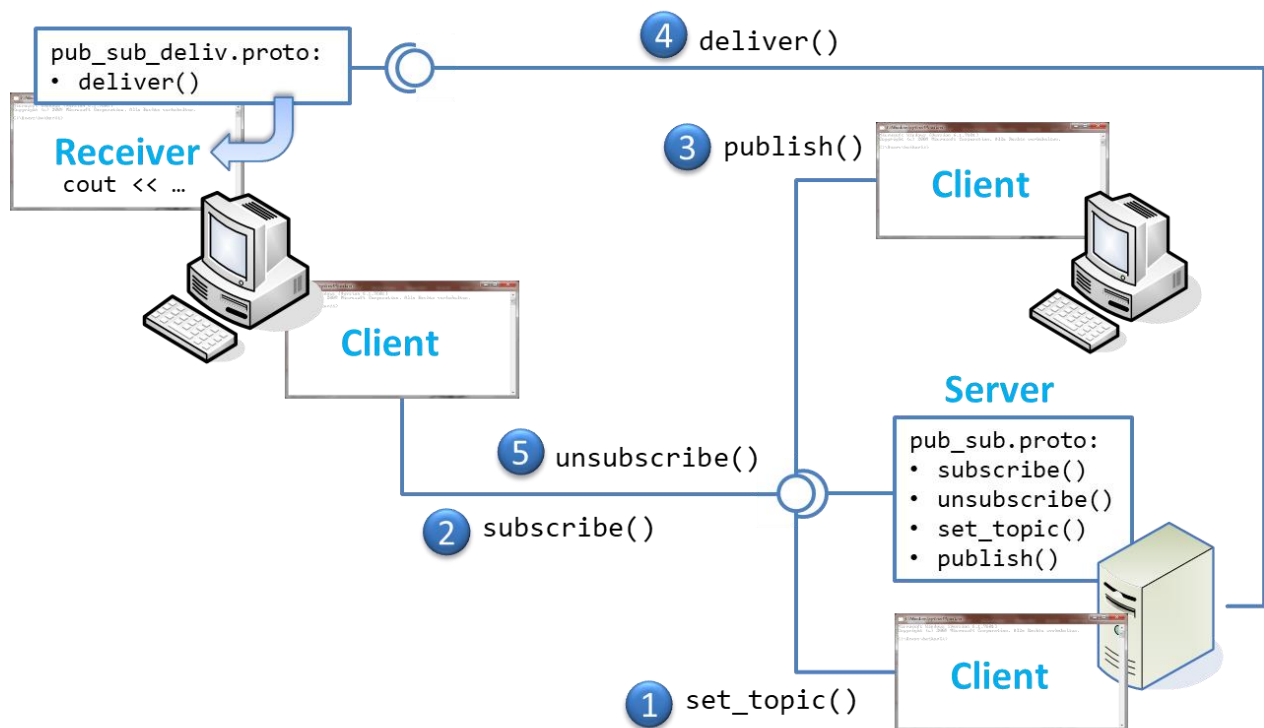 4 deliver()
pub_sub_deliv.proto:
• deliver()
Receiver
cout << …
3 publish()
Client
Client
Server
pub_sub.proto:
• subscribe()
• unsubscribe()
• set_topic()
• publish()
5 unsubscribe()
2 subscribe()
Client
1 set_topic()